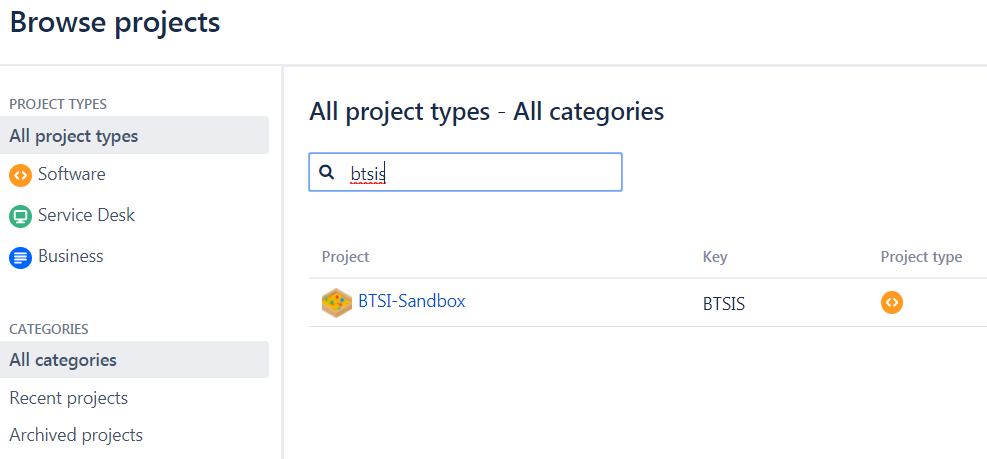 Browse projects
PROJECT TYPES
All project types
Software
Service Desk
Business
CATEGORIES
All categories
Recent projects
Archived projects
All project types - All categories
btsis
Project Key Project type
BTSI-Sandbox BTSIS